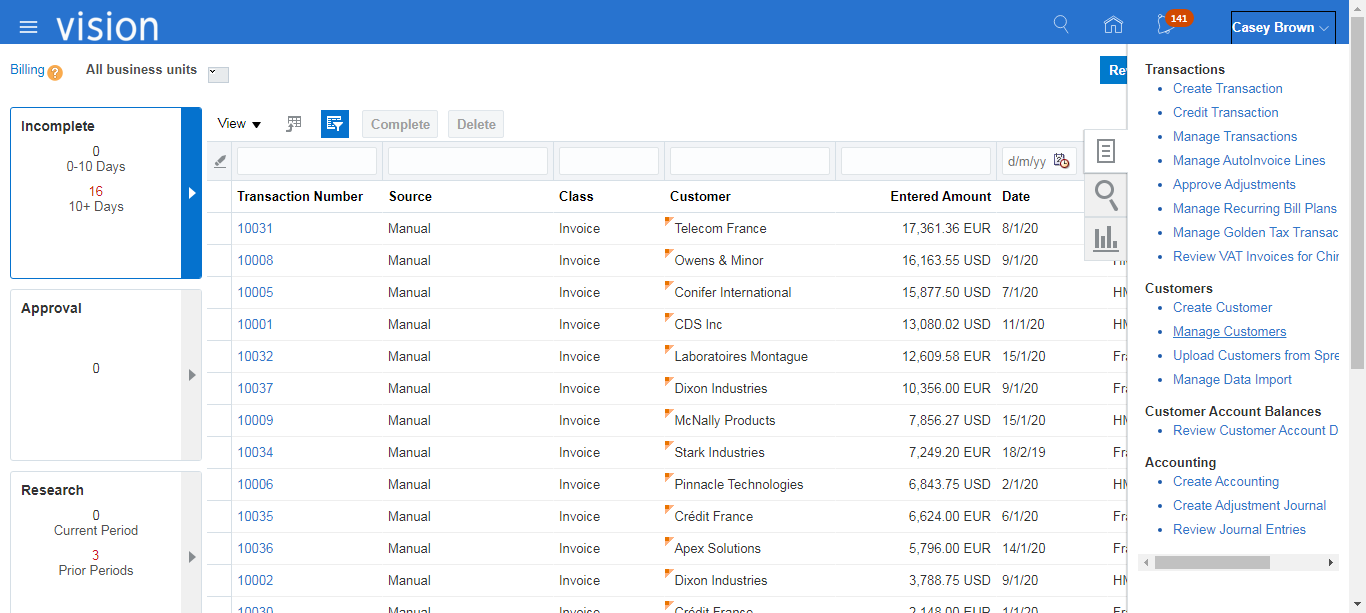 vision
141
Casey Brown
Billing ?
All business units
Re
Incomplete
0
0-10 Days
16
10+ Days
Approval
0
Research
0
Current Period
3
Prior Periods
View
Complete
Delete
d/m/yy
Transaction Number Source Class Customer Entered Amount Date
10031 Manual Invoice Telecom France 17,361.36 EUR 8/1/20
10008 Manual Invoice Owens & Minor 16,163.55 USD 9/1/20
10005 Manual Invoice Conifer International 15,877.50 USD 7/1/20
10001 Manual Invoice CDS Inc 13,080.02 USD 11/1/20
10032 Manual Invoice Laboratoires Montague 12,609.58 EUR 15/1/20 Fr
10037 Manual Invoice Dixon Industries 10,356.00 EUR 9/1/20 Fr
10009 Manual Invoice McNally Products 7,856.27 USD 15/1/20
10034 Manual Invoice Stark Industries 7,249.20 EUR 18/2/19 Fr
10006 Manual Invoice Pinnacle Technologies 6,843.75 USD 2/1/20
10035 Manual Invoice Crédit France 6,624.00 EUR 6/1/20 Fr
10036 Manual Invoice Apex Solutions 5,796.00 EUR 14/1/20 Fr
10002 Manual Invoice Dixon Industries 3,788.75 USD 9/1/20
10030 Manual Invoice Crédit France 2,148.00 EUR 1/1/20
Transactions
Create Transaction
Credit Transaction
Manage Transactions
Manage AutoInvoice Lines
Approve Adjustments
Manage Recurring Bill Plans
Manage Golden Tax Transac
Review VAT Invoices for Chir
Customers
Create Customer
Manage Customers
Upload Customers from Spre
Manage Data Import
Customer Account Balances
Review Customer Account D
Accounting
Create Accounting
Create Adjustment Journal
Review Journal Entries